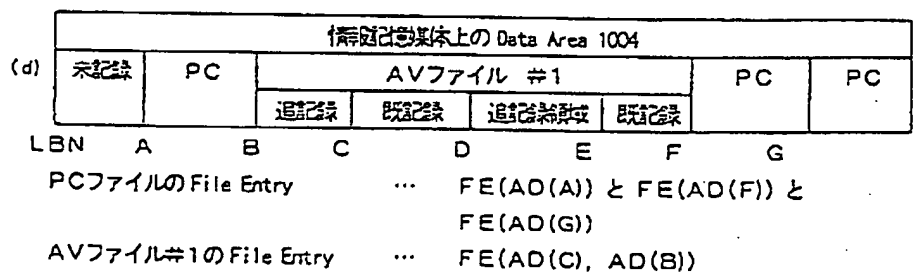 情報記憶媒体上の Data Area 1004
(d) 未記録 PC AVファイル #1 PC PC
追記録 既記録 追記録領域 既記録
LBN A B C D E F G
PCファイルのFile Entry … FE(AD(A)) と FE(AD(F)) と
FE(AD(G))
AVファイル#1のFile Entry … FE(AD(C), AD(B))